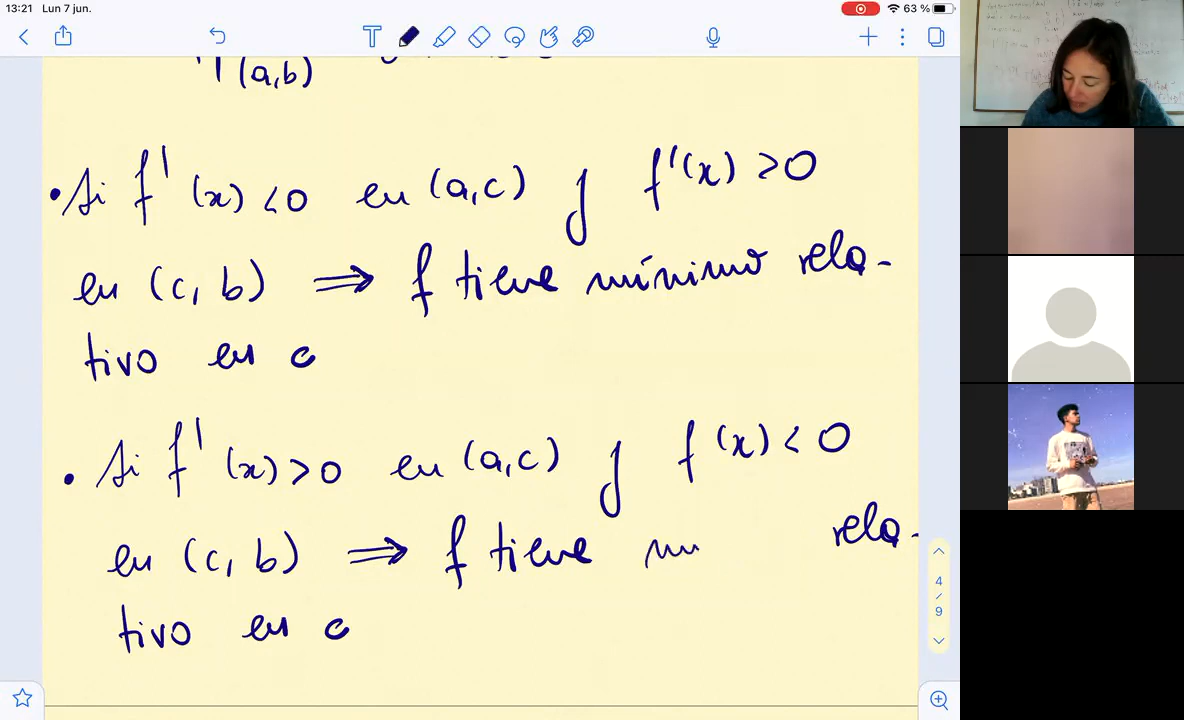 13:21 Lun 7 jun.
63 %
T
(a,b)
• Si f'(x) < 0 en (a,c) y f'(x) > 0
en (c, b) ⇒ f tiene mínimo rela-
tivo en c
• Si f'(x) > 0 en (a,c) y f(x) < 0
en (c, b) ⇒ f tiene rela-
tivo en c
4
/
9